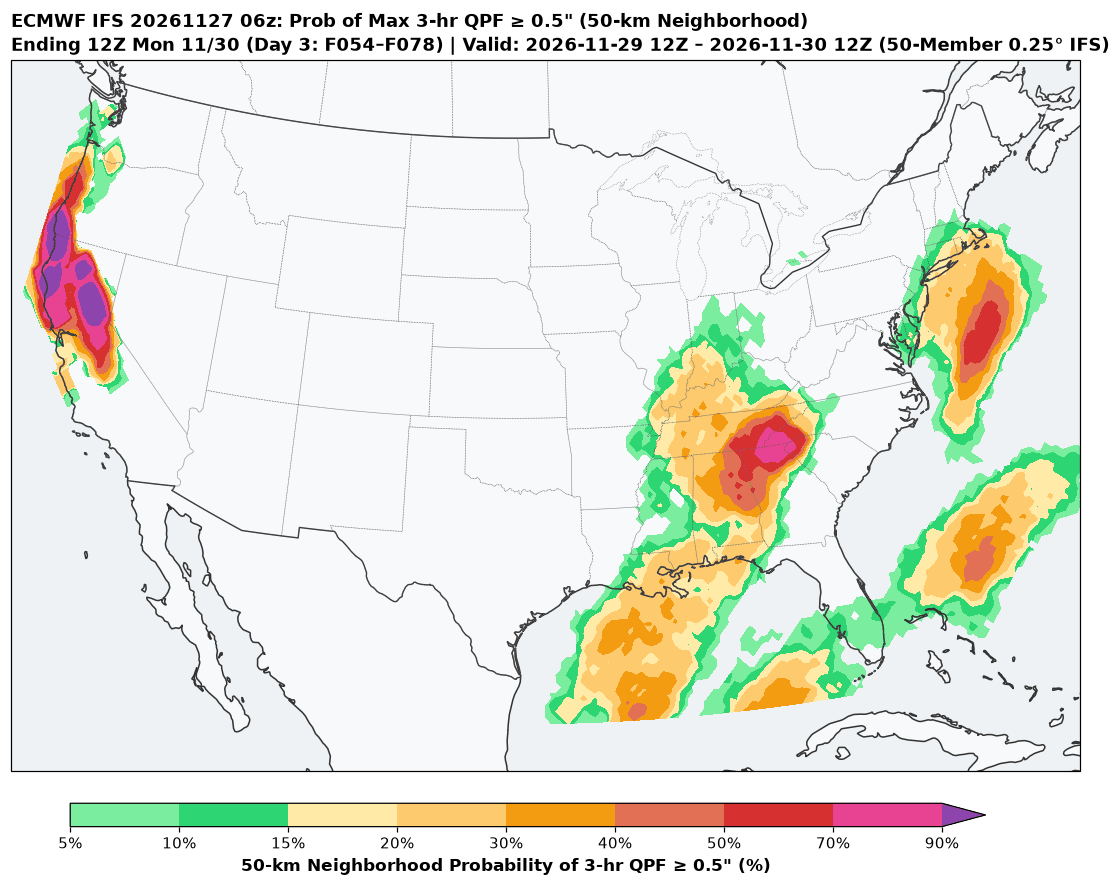 ECMWF IFS 20261127 06z: Prob of Max 3-hr QPF ≥ 0.5" (50-km Neighborhood)
Ending 12Z Mon 11/30 (Day 3: F054–F078) | Valid: 2026-11-29 12Z – 2026-11-30 12Z (50-Member 0.25° IFS)
5% 10% 15% 20% 30% 40% 50% 70% 90%
50-km Neighborhood Probability of 3-hr QPF ≥ 0.5" (%)